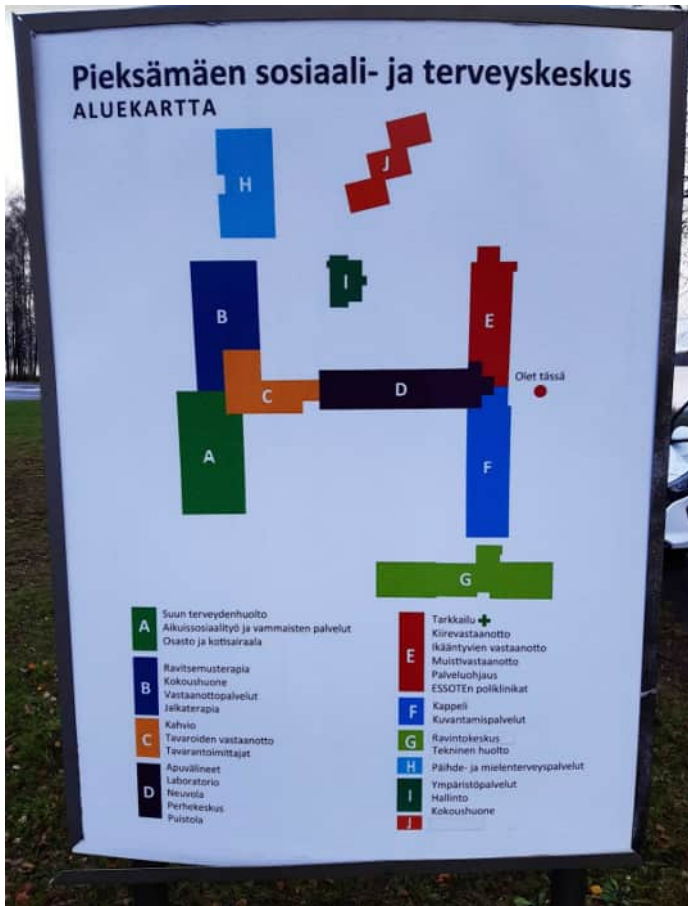 Pieksämäen sosiaali- ja terveyskeskus
ALUEKARTTA
H
J
I
B
E
C
D
Olet tässä
A
F
G
A
Suun terveydenhuolto
Aikuissosiaalityö ja vammaisten palvelut
Osasto ja kotisairaala
B
Ravitsemusterapia
Kokoushuone
Vastaanottopalvelut
Jalkaterapia
C
Kahvio
Tavaroiden vastaanotto
Tavarantoimittajat
D
Apuvälineet
Laboratorio
Neuvola
Perhekeskus
Puistola
E
Tarkkailu
Kiirevastaanotto
Ikääntyvien vastaanotto
Muistivastaanotto
Palveluohjaus
ESSOTEn poliklinikat
F
Kappeli
Kuvantamispalvelut
G
Ravintokeskus
Tekninen huolto
H
Päihde- ja mielenterveyspalvelut
I
Ympäristöpalvelut
Hallinto
Kokoushuone
J